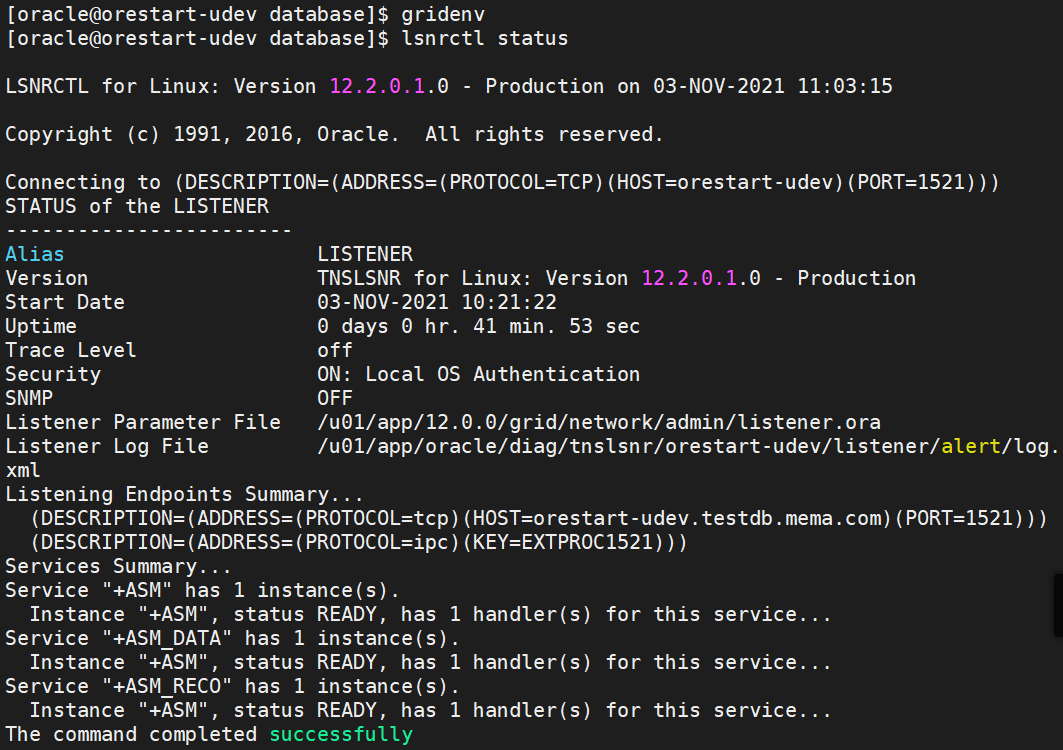 [oracle@orestart-udev database]$ gridenv
[oracle@orestart-udev database]$ lsnrctl status
LSNRCTL for Linux: Version 12.2.0.1.0 - Production on 03-NOV-2021 11:03:15
Copyright (c) 1991, 2016, Oracle.  All rights reserved.
Connecting to (DESCRIPTION=(ADDRESS=(PROTOCOL=TCP)(HOST=orestart-udev)(PORT=1521)))
STATUS of the LISTENER
------------------------
Alias                     LISTENER
Version                   TNSLSNR for Linux: Version 12.2.0.1.0 - Production
Start Date                03-NOV-2021 10:21:22
Uptime                    0 days 0 hr. 41 min. 53 sec
Trace Level               off
Security                  ON: Local OS Authentication
SNMP                      OFF
Listener Parameter File   /u01/app/12.0.0/grid/network/admin/listener.ora
Listener Log File         /u01/app/oracle/diag/tnslsnr/orestart-udev/listener/alert/log.
xml
Listening Endpoints Summary...
  (DESCRIPTION=(ADDRESS=(PROTOCOL=tcp)(HOST=orestart-udev.testdb.mema.com)(PORT=1521)))
  (DESCRIPTION=(ADDRESS=(PROTOCOL=ipc)(KEY=EXTPROC1521)))
Services Summary...
Service "+ASM" has 1 instance(s).
  Instance "+ASM", status READY, has 1 handler(s) for this service...
Service "+ASM_DATA" has 1 instance(s).
  Instance "+ASM", status READY, has 1 handler(s) for this service...
Service "+ASM_RECO" has 1 instance(s).
  Instance "+ASM", status READY, has 1 handler(s) for this service...
The command completed successfully